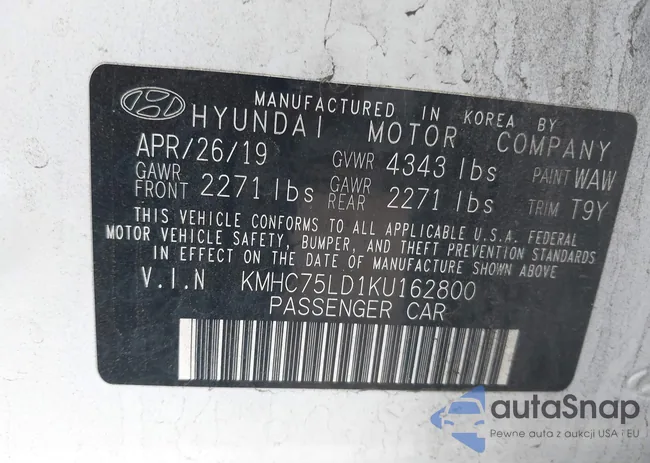 MANUFACTURED IN KOREA BY
HYUNDAI MOTOR COMPANY
APR/26/19 GVWR 4343 lbs PAINT WAW
GAWR FRONT 2271 lbs GAWR REAR 2271 lbs TRIM T9Y
THIS VEHICLE CONFORMS TO ALL APPLICABLE U.S.A. FEDERAL
MOTOR VEHICLE SAFETY, BUMPER, AND THEFT PREVENTION STANDARDS
IN EFFECT ON THE DATE OF MANUFACTURE SHOWN ABOVE
V.I.N KMHC75LD1KU162800
PASSENGER CAR
autaSnap
Pewne auta z aukcji USA i EU